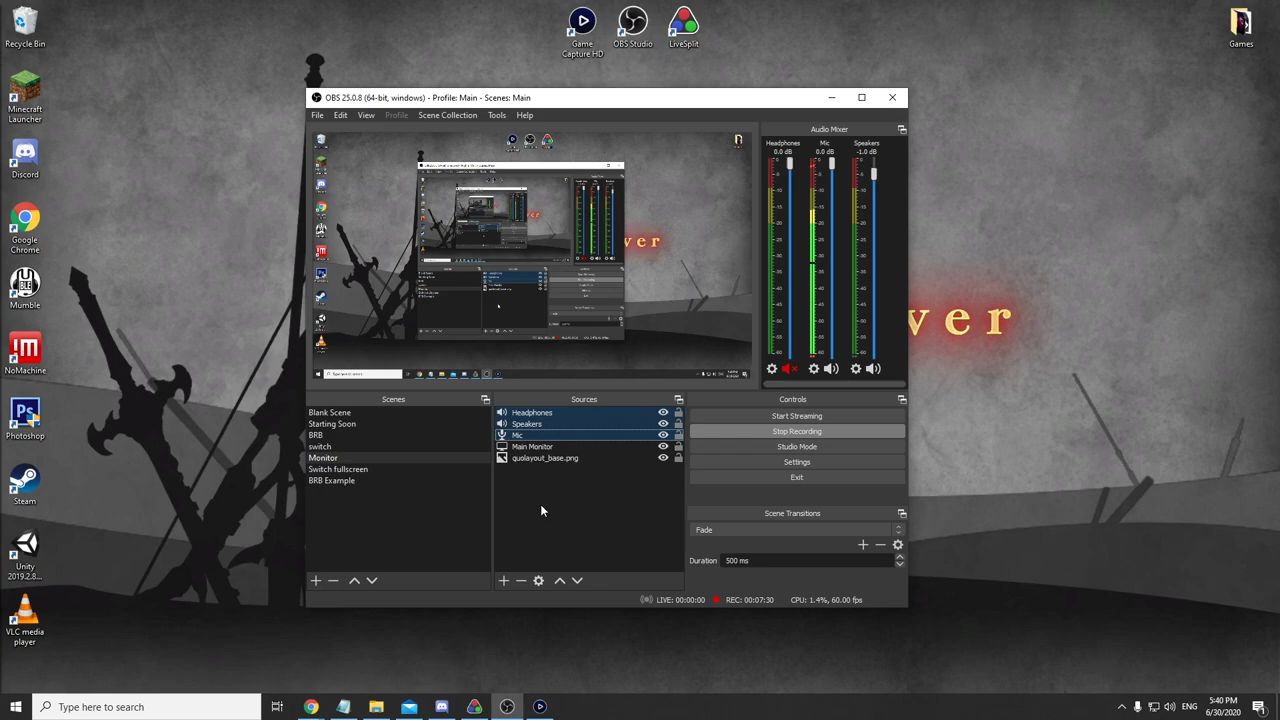 Recycle Bin
Minecraft
Launcher
Discord
Google
Chrome
Mumble
NoMachine
Photoshop
Steam
Unity
2019.2.8...
VLC media
player
Game
Capture HD
OBS Studio
LiveSplit
Games
OBS 25.0.8 (64-bit, windows) - Profile: Main - Scenes: Main
File Edit View Profile Scene Collection Tools Help
ver
Audio Mixer
Headphones Mic Speakers
0.0 dB 0.0 dB -1.0 dB
ver
Scenes
Blank Scene
Starting Soon
BRB
switch
Monitor
Switch fullscreen
BRB Example
Sources
Headphones
Speakers
Mic
Main Monitor
quolayout_base.png
Controls
Start Streaming
Stop Recording
Studio Mode
Settings
Exit
Scene Transitions
Fade
Duration 500 ms
LIVE: 00:00:00 REC: 00:07:30 CPU: 1.4%, 60.00 fps
Type here to search
ENG
5:40 PM
6/30/2020